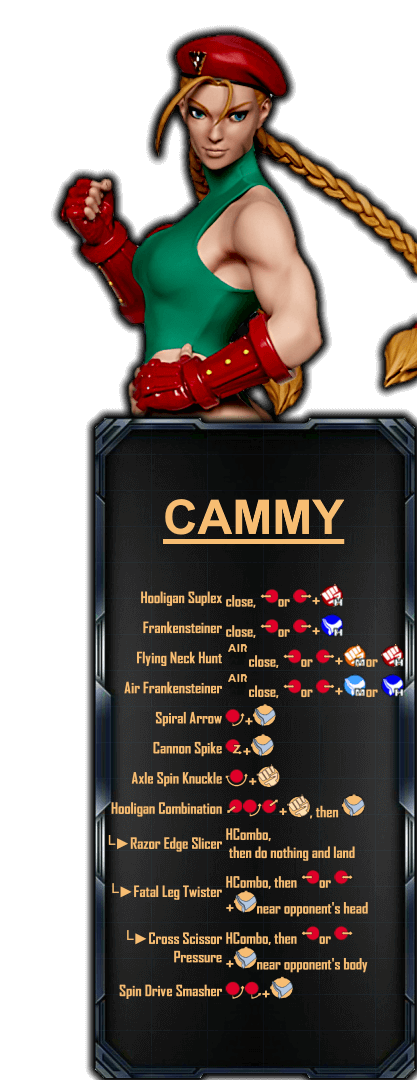 CAMMY
Hooligan Suplex close, or + H
Frankensteiner close, or + H
Flying Neck Hunt AIR close, or + M or H
Air Frankensteiner AIR close, or + M or H
Spiral Arrow +
Cannon Spike Z +
Axle Spin Knuckle +
Hooligan Combination + , then
Razor Edge Slicer HCombo,
then do nothing and land
Fatal Leg Twister HCombo, then or
+ near opponent's head
Cross Scissor HCombo, then or
Pressure + near opponent's body
Spin Drive Smasher +